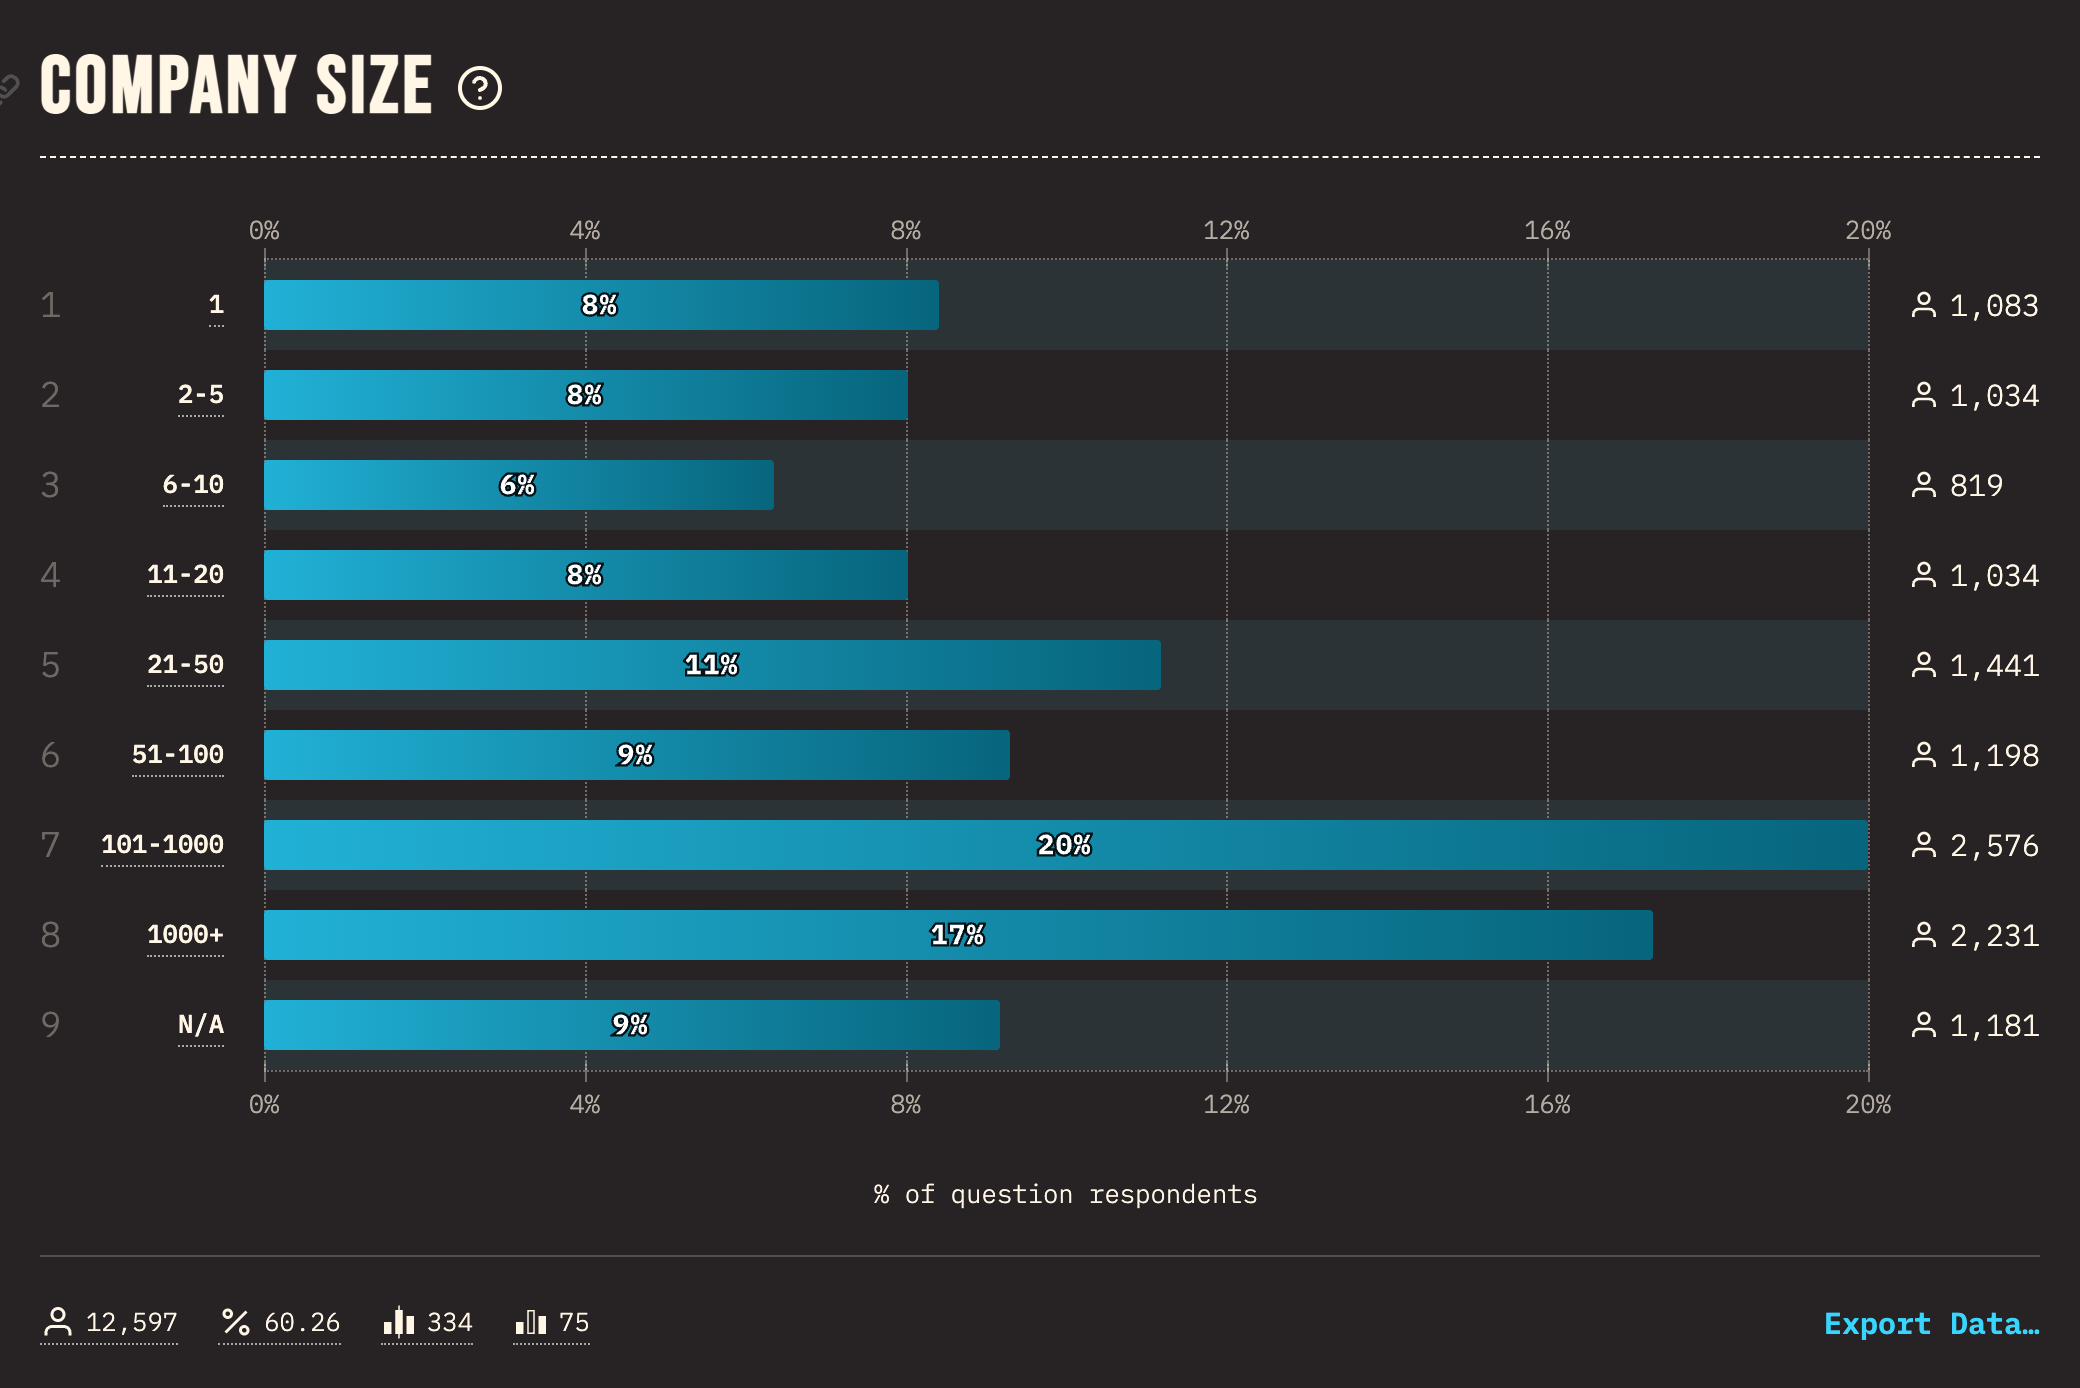 COMPANY SIZE ?
0% 4% 8% 12% 16% 20%
1 1 8% 1,083
2 2-5 8% 1,034
3 6-10 6% 819
4 11-20 8% 1,034
5 21-50 11% 1,441
6 51-100 9% 1,198
7 101-1000 20% 2,576
8 1000+ 17% 2,231
9 N/A 9% 1,181
0% 4% 8% 12% 16% 20%
% of question respondents
12,597 % 60.26 334 75 Export Data…